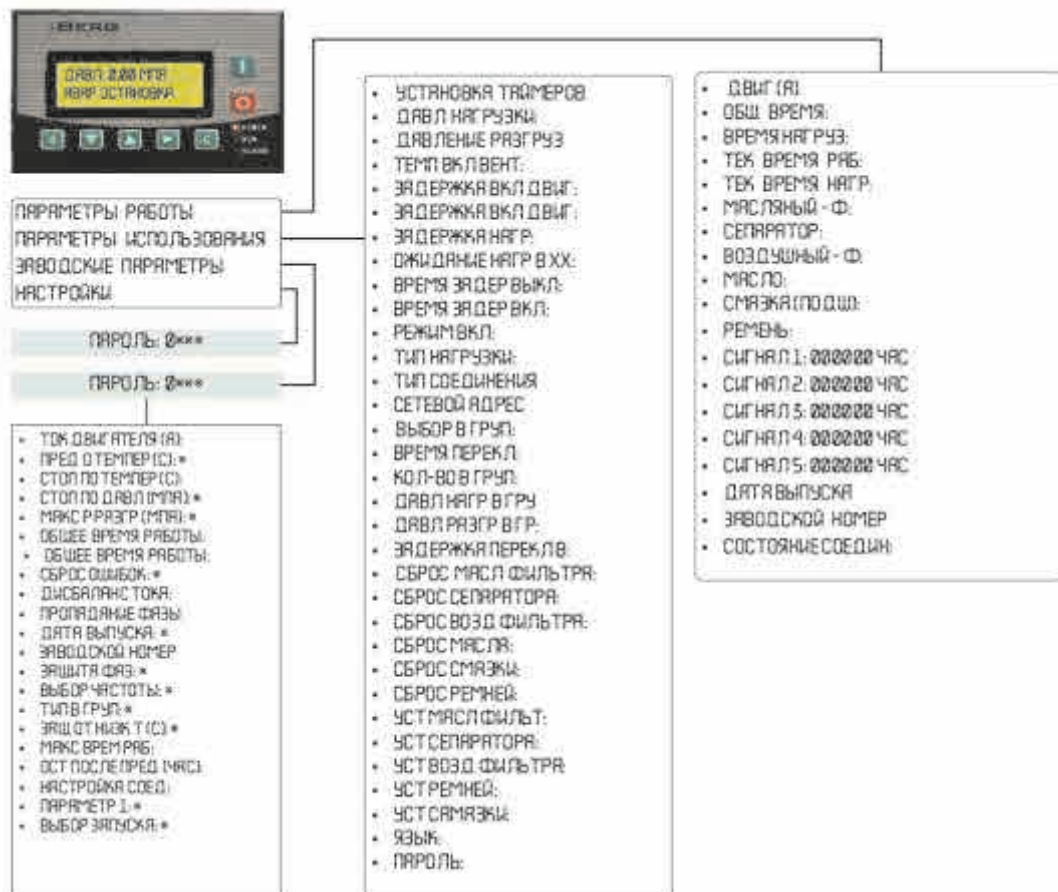 ДАВЛ: 0.00 МПА
АВАР ОСТАНОВКА
ПАРАМЕТРЫ РАБОТЫ
ПАРАМЕТРЫ ИСПОЛЬЗОВАНИЯ
ЗАВОДСКИЕ ПАРАМЕТРЫ
НАСТРОЙКИ
ПАРОЛЬ: 0***
ПАРОЛЬ: 0***
• ТОК ДВИГАТЕЛЯ (А):
• ПРЕД О ТЕМПЕР (С): *
• СТОП ПО ТЕМПЕР (С):
• СТОП ПО ДАВЛ (МПА): *
• МАКС Р РАЗГР (МПА): *
• ОБЩЕЕ ВРЕМЯ РАБОТЫ:
• ОБЩЕЕ ВРЕМЯ РАБОТЫ:
• СБРОС ОШИБОК: *
• ДИСБАЛАНС ТОКА:
• ПРОПАДАНИЕ ФАЗЫ
• ДАТА ВЫПУСКА: *
• ЗАВОДСКОЙ НОМЕР
• ЗАЩИТА ФАЗ: *
• ВЫБОР ЧАСТОТЫ: *
• ТИП В ГРУП: *
• ЗАЩ ОТ НИЗК Т (С) *
• МАКС ВРЕМ РАБ:
• ОСТ ПОСЛЕ ПРЕД (ЧАС):
• НАСТРОЙКА СОЕД:
• ПАРАМЕТР 1: *
• ВЫБОР ЗАПУСКА: *
• УСТАНОВКА ТАЙМЕРОВ
• ДАВЛ НАГРУЗКИ:
• ДАВЛЕНИЕ РАЗГРУЗ
• ТЕМП ВКЛ ВЕНТ:
• ЗАДЕРЖКА ВКЛ ДВИГ:
• ЗАДЕРЖКА ВКЛ ДВИГ:
• ЗАДЕРЖКА НАГР:
• ОЖИДАНИЕ НАГР В ХХ:
• ВРЕМЯ ЗАДЕР ВЫКЛ:
• ВРЕМЯ ЗАДЕР ВКЛ:
• РЕЖИМ ВКЛ:
• ТИП НАГРУЗКИ:
• ТИП СОЕДИНЕНИЯ
• СЕТЕВОЙ АДРЕС
• ВЫБОР В ГРУП:
• ВРЕМЯ ПЕРЕКЛ:
• КОЛ-ВО В ГРУП:
• ДАВЛ НАГР В ГРУ
• ДАВЛ РАЗГР В ГР:
• ЗАДЕРЖКА ПЕРЕКЛ В:
• СБРОС МАСЛ ФИЛЬТРА:
• СБРОС СЕПАРАТОРА:
• СБРОС ВОЗД ФИЛЬТРА:
• СБРОС МАСЛА:
• СБРОС СМАЗКИ:
• СБРОС РЕМНЕЙ:
• УСТ МАСЛ ФИЛЬТ:
• УСТ СЕПАРАТОРА:
• УСТ ВОЗД ФИЛЬТРА
• УСТ РЕМНЕЙ:
• УСТ САМАЗКИ:
• ЯЗЫК:
• ПАРОЛЬ:
• ДВИГ (А):
• ОБЩ ВРЕМЯ:
• ВРЕМЯ НАГРУЗ:
• ТЕК ВРЕМЯ РАБ:
• ТЕК ВРЕМЯ НАГР:
• МАСЛЯНЫЙ - Ф:
• СЕПАРАТОР:
• ВОЗДУШНЫЙ - Ф:
• МАСЛО:
• СМАЗКА (ПОДШ):
• РЕМЕНЬ:
• СИГНАЛ 1: 000000 ЧАС
• СИГНАЛ 2: 000000 ЧАС
• СИГНАЛ 3: 000000 ЧАС
• СИГНАЛ 4: 000000 ЧАС
• СИГНАЛ 5: 000000 ЧАС
• ДАТА ВЫПУСКА
• ЗАВОДСКОЙ НОМЕР
• СОСТОЯНИЕ СОЕДИН: